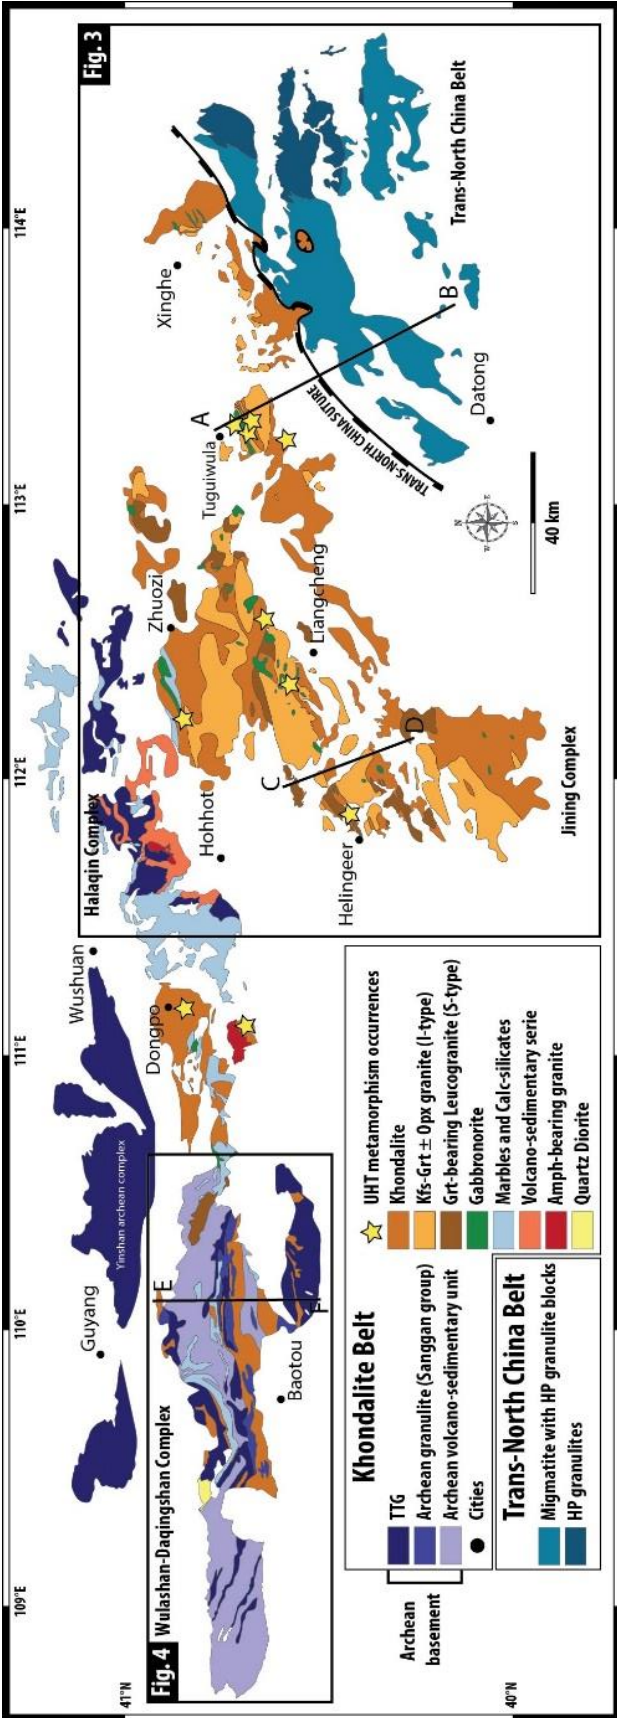 109°E
110°E
111°E
112°E
113°E
114°E
41°N
40°N
Fig. 4
Wulashan-Daqingshan Complex
Guyang
Yinshan archean complex
Wushuan
E
F
Baotou
Dongpo
Fig. 3
Halaqin Complex
Hohhot
Zhuozi
Helingeer
C
D
Liangcheng
Jining Complex
Tuguiwula
A
B
Xinghe
TRANS-NORTH CHINA SUTURE
Datong
Trans-North China Belt
N
E
S
W
40 km
Khondalite Belt
Archean
basement
TTG
Archean granulite (Sanggan group)
Archean volcano-sedimentary unit
Cities
UHT metamorphism occurrences
Khondalite
Kfs-Grt ± Opx granite (I-type)
Grt-bearing Leucogranite (S-type)
Gabbronorite
Marbles and Calc-silicates
Volcano-sedimentary serie
Amph-bearing granite
Quartz Diorite
Trans-North China Belt
Migmatite with HP granulite blocks
HP granulites